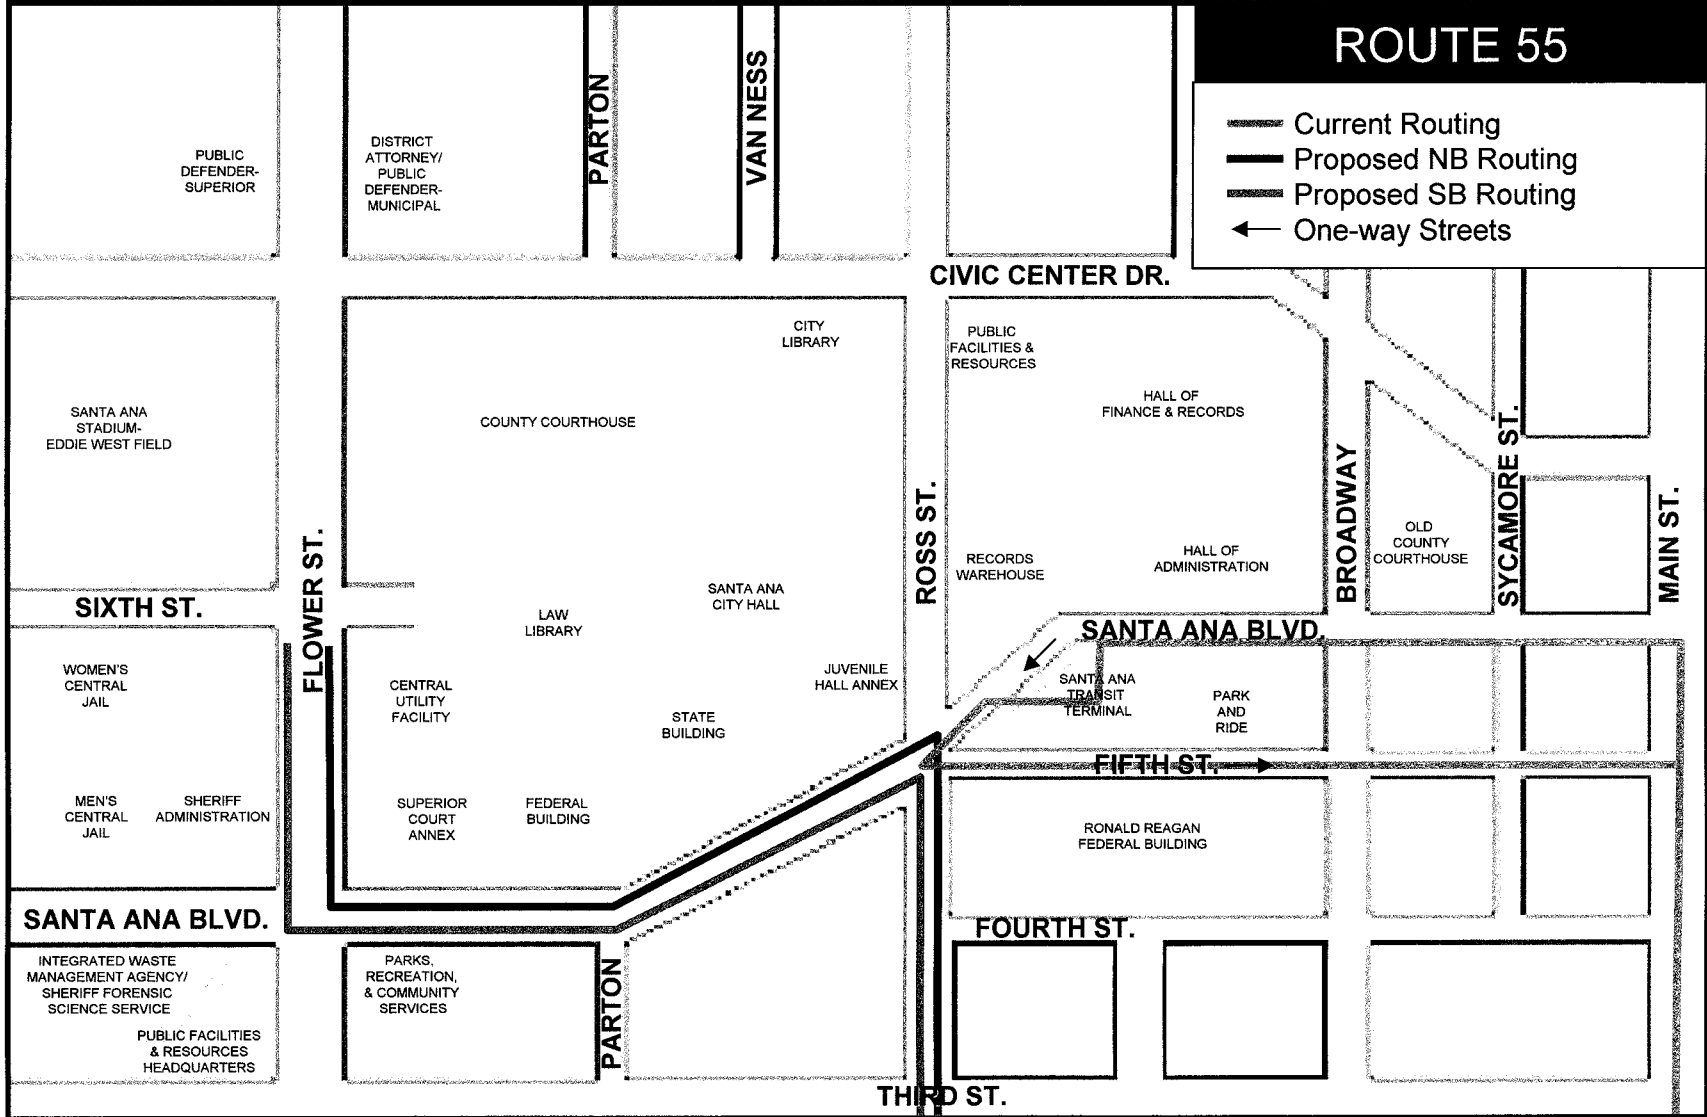 ROUTE 55
Current Routing
Proposed NB Routing
Proposed SB Routing
One-way Streets
PARTON
VAN NESS
PUBLIC
DEFENDER-
SUPERIOR
DISTRICT
ATTORNEY/
PUBLIC
DEFENDER-
MUNICIPAL
CIVIC CENTER DR.
CITY
LIBRARY
PUBLIC
FACILITIES &
RESOURCES
SANTA ANA
STADIUM-
EDDIE WEST FIELD
COUNTY COURTHOUSE
HALL OF
FINANCE & RECORDS
FLOWER ST.
ROSS ST.
BROADWAY
SYCAMORE ST.
MAIN ST.
OLD
COUNTY
COURTHOUSE
RECORDS
WAREHOUSE
HALL OF
ADMINISTRATION
SIXTH ST.
LAW
LIBRARY
SANTA ANA
CITY HALL
SANTA ANA BLVD.
WOMEN'S
CENTRAL
JAIL
CENTRAL
UTILITY
FACILITY
STATE
BUILDING
JUVENILE
HALL ANNEX
SANTA ANA
TRANSIT
TERMINAL
PARK
AND
RIDE
FIFTH ST.
MEN'S
CENTRAL
JAIL
SHERIFF
ADMINISTRATION
SUPERIOR
COURT
ANNEX
FEDERAL
BUILDING
RONALD REAGAN
FEDERAL BUILDING
SANTA ANA BLVD.
FOURTH ST.
INTEGRATED WASTE
MANAGEMENT AGENCY/
SHERIFF FORENSIC
SCIENCE SERVICE
PUBLIC FACILITIES
& RESOURCES
HEADQUARTERS
PARKS,
RECREATION,
& COMMUNITY
SERVICES
PARTON
THIRD ST.